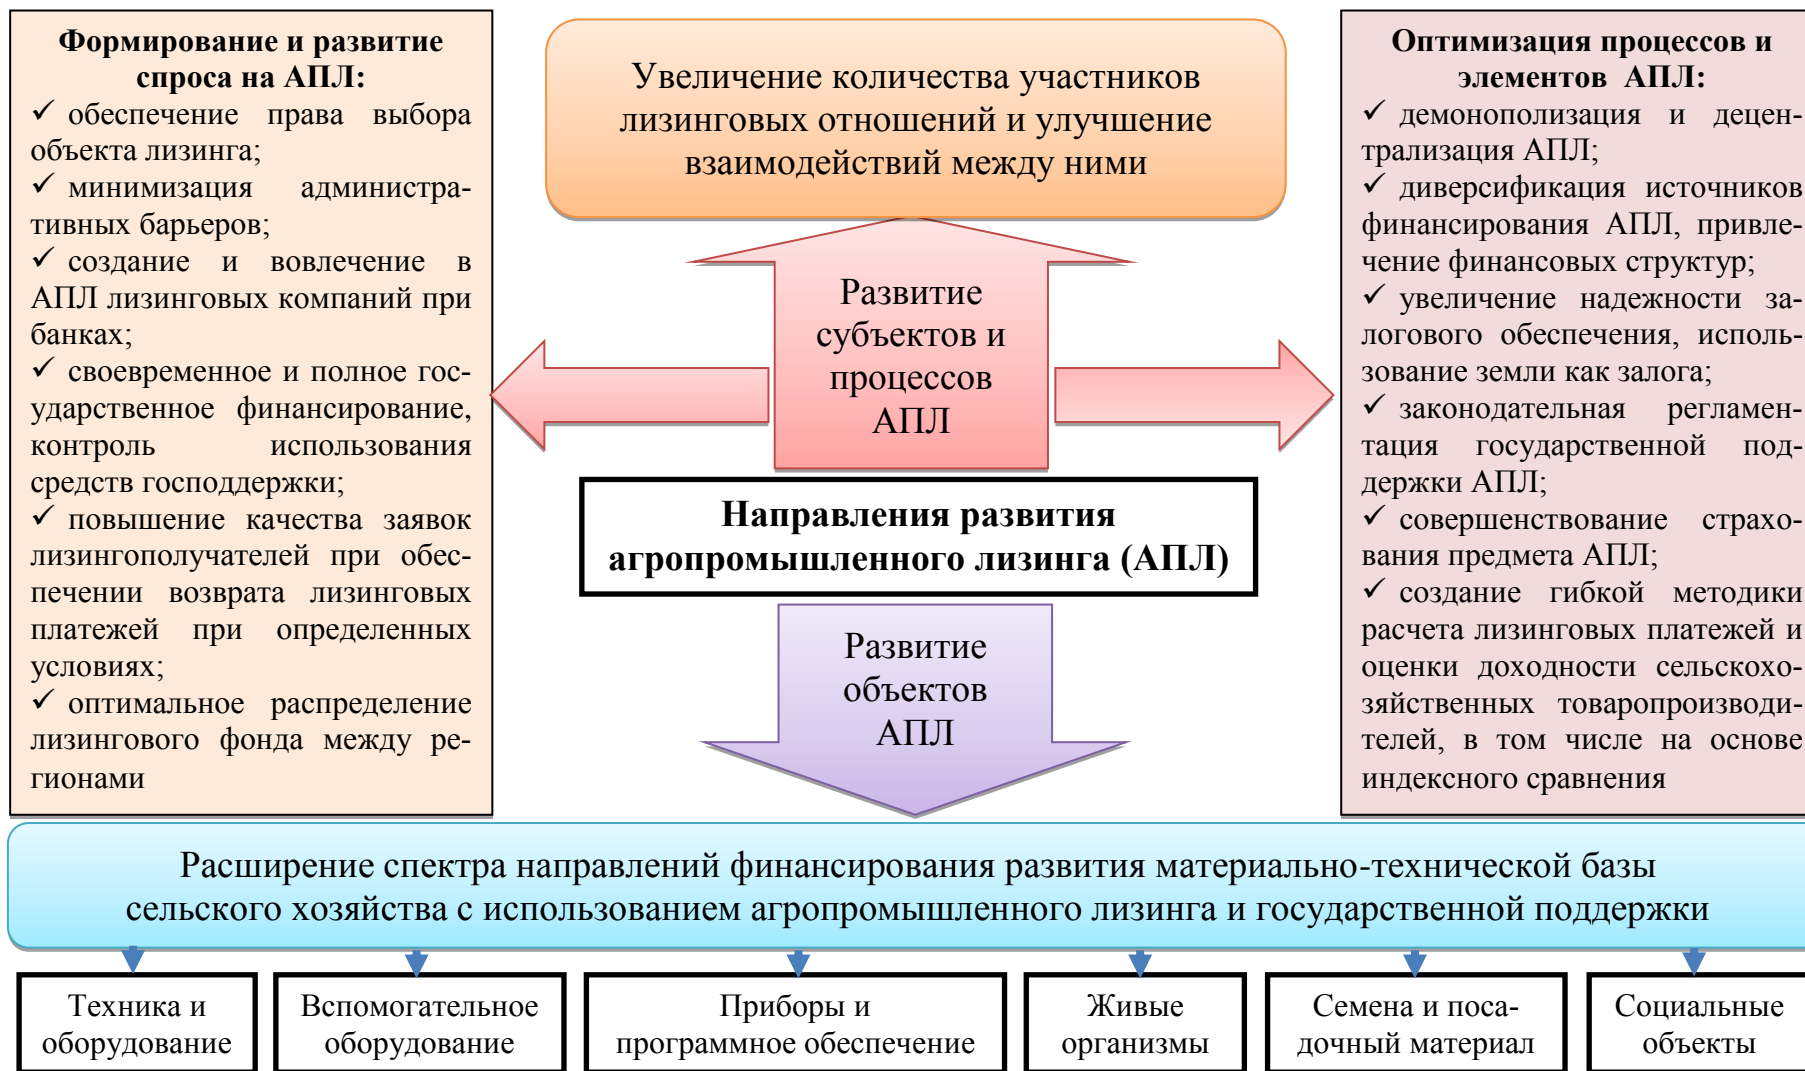 Формирование и развитие
спроса на АПЛ:
✓ обеспечение права выбора
объекта лизинга;
✓ минимизация администра-
тивных барьеров;
✓ создание и вовлечение в
АПЛ лизинговых компаний при
банках;
✓ своевременное и полное гос-
ударственное финансирование,
контроль использования
средств господдержки;
✓ повышение качества заявок
лизингополучателей при обес-
печении возврата лизинговых
платежей при определенных
условиях;
✓ оптимальное распределение
лизингового фонда между ре-
гионами
Увеличение количества участников
лизинговых отношений и улучшение
взаимодействий между ними
Развитие
субъектов и
процессов
АПЛ
Направления развития
агропромышленного лизинга (АПЛ)
Развитие
объектов
АПЛ
Оптимизация процессов и
элементов АПЛ:
✓ демонополизация и децен-
трализация АПЛ;
✓ диверсификация источников
финансирования АПЛ, привле-
чение финансовых структур;
✓ увеличение надежности за-
логового обеспечения, исполь-
зование земли как залога;
✓ законодательная регламен-
тация государственной под-
держки АПЛ;
✓ совершенствование страхо-
вания предмета АПЛ;
✓ создание гибкой методики
расчета лизинговых платежей и
оценки доходности сельскохо-
зяйственных товаропроизводи-
телей, в том числе на основе
индексного сравнения
Расширение спектра направлений финансирования развития материально-технической базы
сельского хозяйства с использованием агропромышленного лизинга и государственной поддержки
Техника и
оборудование
Вспомогательное
оборудование
Приборы и
программное обеспечение
Живые
организмы
Семена и поса-
дочный материал
Социальные
объекты